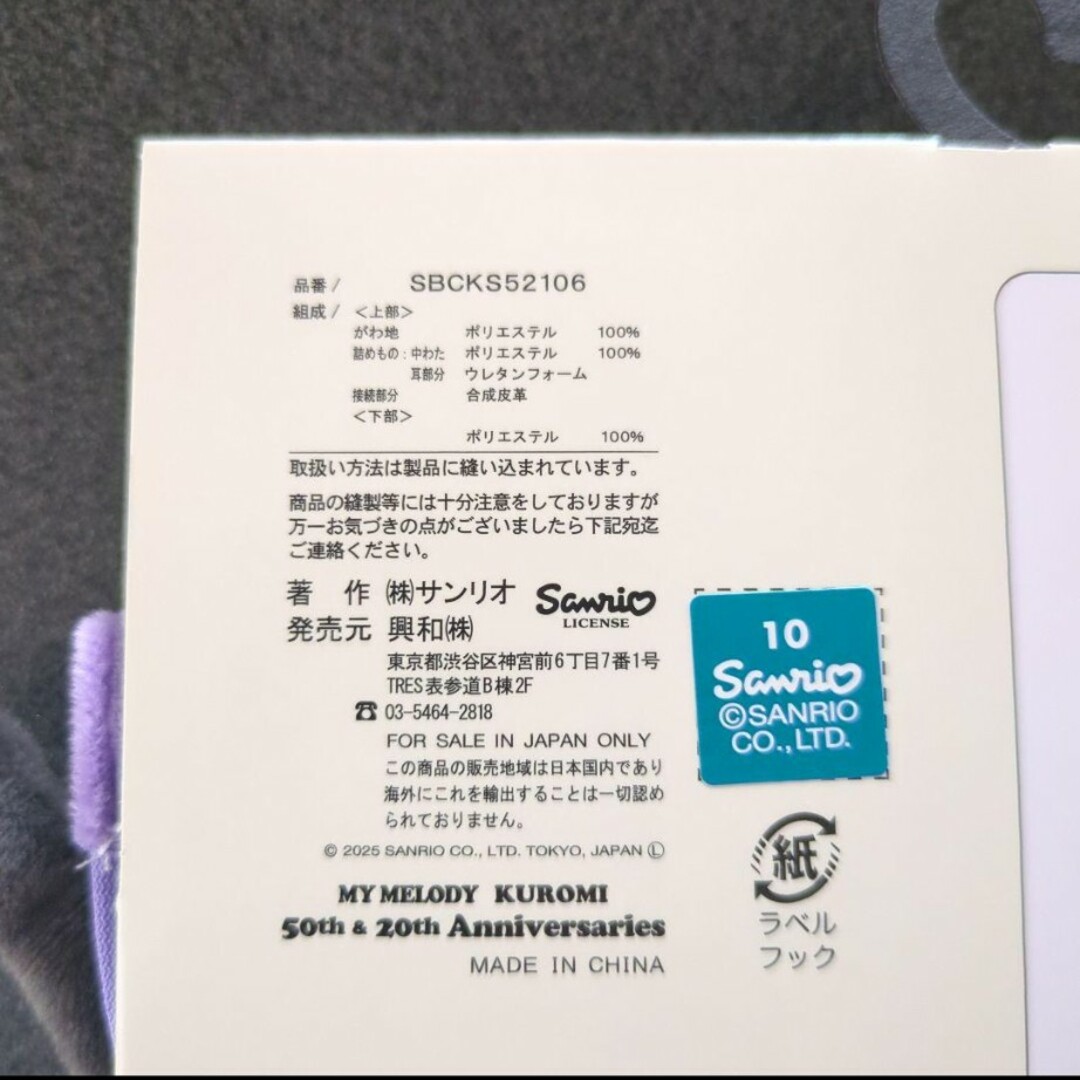 品番 / SBCKS52106
組成 / <上部>
がわ地 ポリエステル 100%
詰めもの：中わた ポリエステル 100%
耳部分 ウレタンフォーム
接続部分 合成皮革
<下部>
ポリエステル 100%
取扱い方法は製品に縫い込まれています。
商品の縫製等には十分注意をしておりますが
万一お気づきの点がございましたら下記宛迄
ご連絡ください。
著 作 ㈱サンリオ Sanrio
LICENSE
発売元 興和㈱
東京都渋谷区神宮前6丁目7番1号
TRES表参道B棟2F
☎ 03-5464-2818
FOR SALE IN JAPAN ONLY
この商品の販売地域は日本国内であり
海外にこれを輸出することは一切認め
られておりません。
© 2025 SANRIO CO., LTD. TOKYO, JAPAN Ⓛ
MY MELODY KUROMI
50th & 20th Anniversaries
MADE IN CHINA
10
Sanrio
©SANRIO
CO., LTD.
紙
ラベル
フック